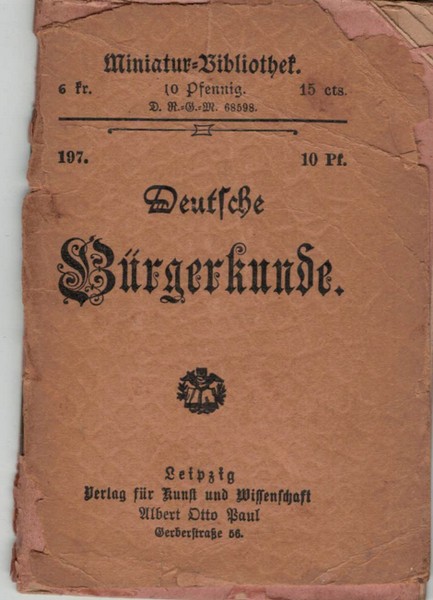 Miniatur=Bibliothek.
6 kr. 10 Pfennig. 15 cts.
D. R.=G.=M. 68598.
197. 10 Pf.
Deutsche
Bürgerkunde.
Leipzig
Verlag für Kunst und Wissenschaft
Albert Otto Paul
Gerberstraße 56.